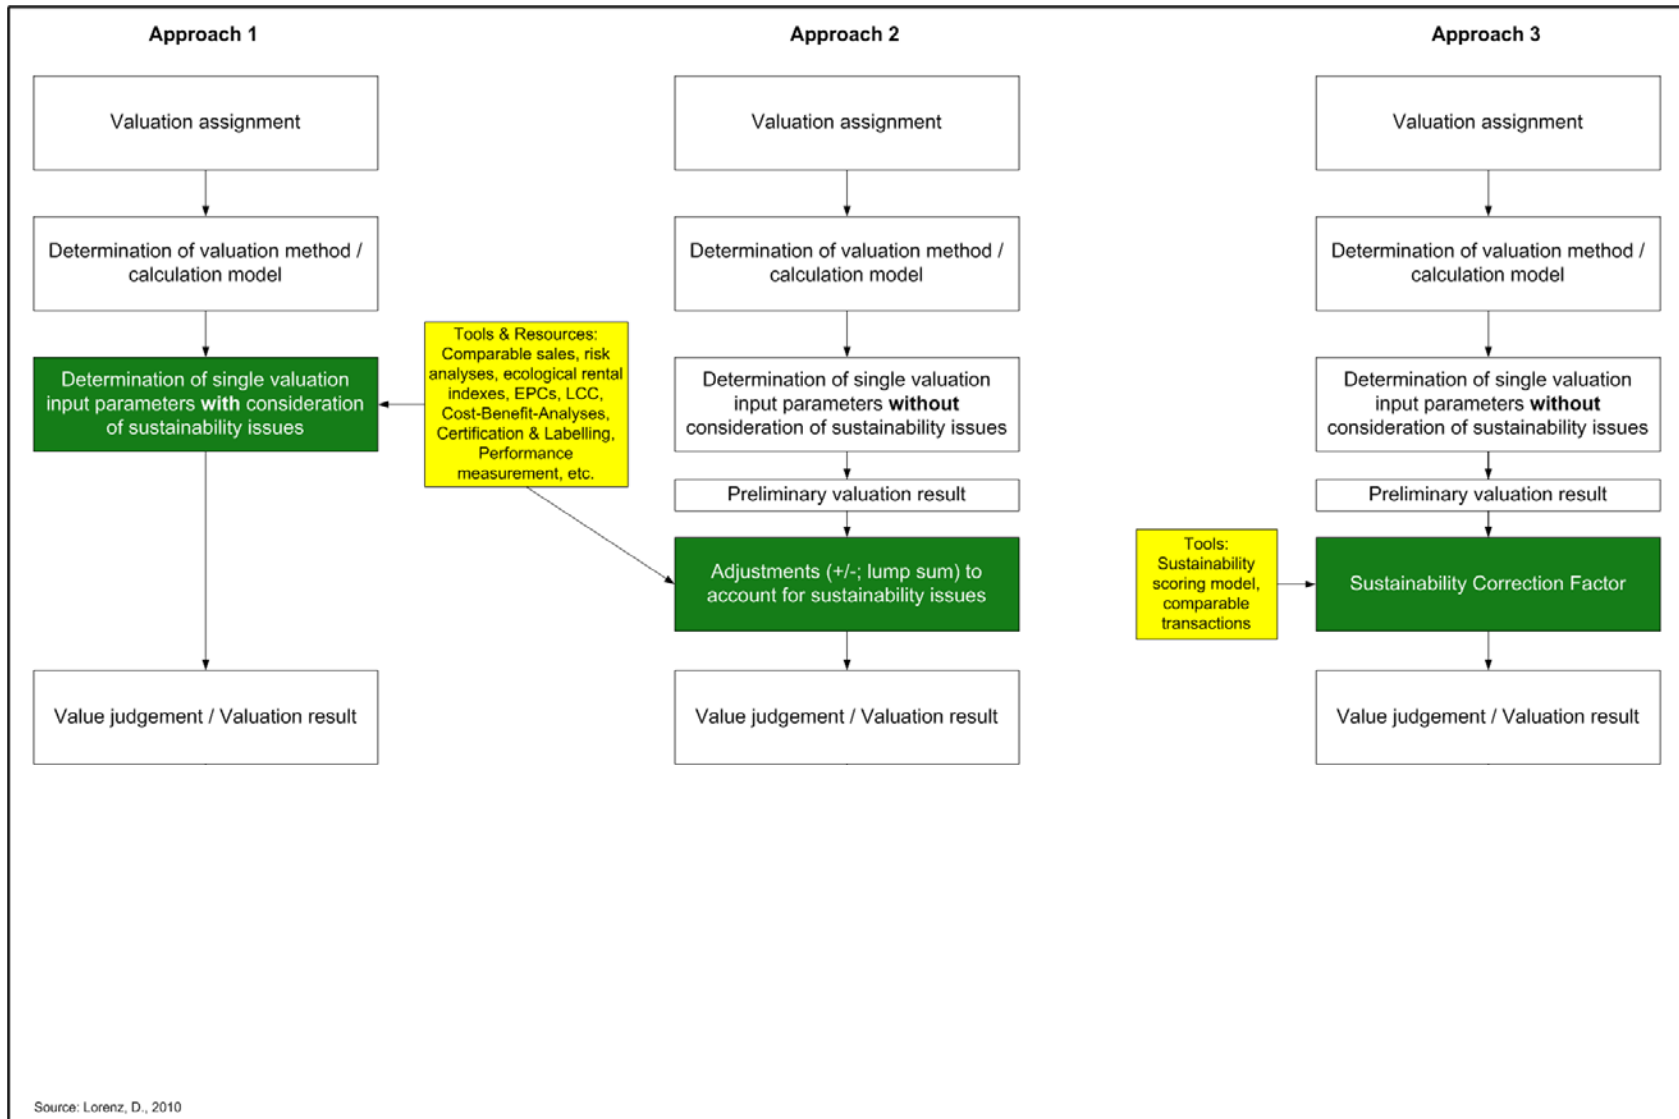 Approach 1
Valuation assignment
Determination of valuation method /
calculation model
Determination of single valuation
input parameters with consideration
of sustainability issues
Value judgement / Valuation result
Tools & Resources:
Comparable sales, risk
analyses, ecological rental
indexes, EPCs, LCC,
Cost-Benefit-Analyses,
Certification & Labelling,
Performance
measurement, etc.
Approach 2
Valuation assignment
Determination of valuation method /
calculation model
Determination of single valuation
input parameters without
consideration of sustainability issues
Preliminary valuation result
Adjustments (+/-; lump sum) to
account for sustainability issues
Value judgement / Valuation result
Approach 3
Valuation assignment
Determination of valuation method /
calculation model
Determination of single valuation
input parameters without
consideration of sustainability issues
Preliminary valuation result
Tools:
Sustainability
scoring model,
comparable
transactions
Sustainability Correction Factor
Value judgement / Valuation result
Source: Lorenz, D., 2010